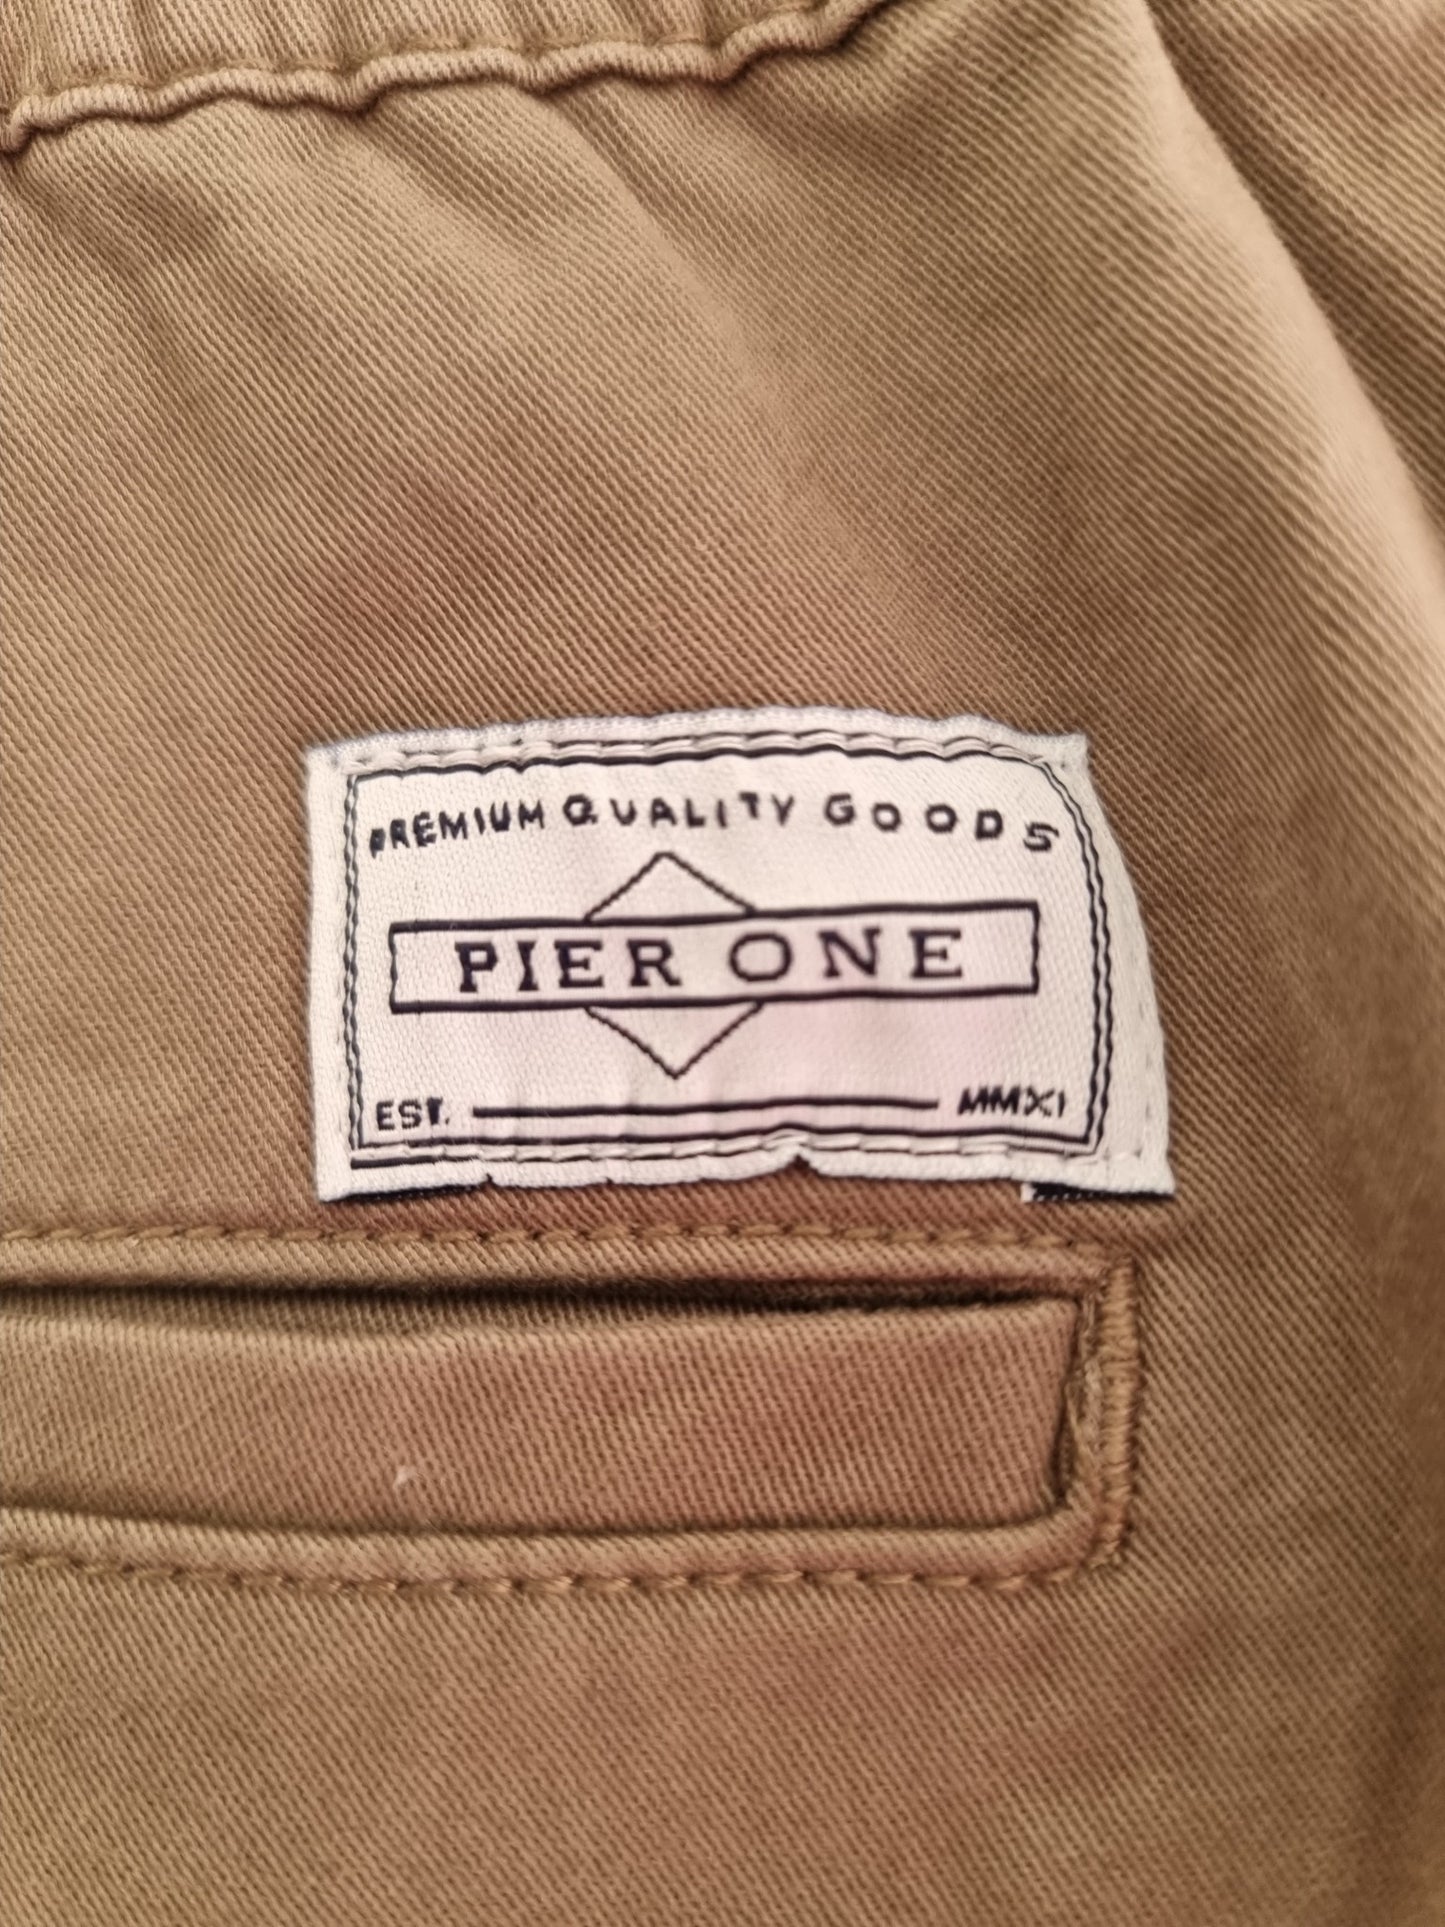 PREMIUM QUALITY GOODS
PIER ONE
EST. MMXI